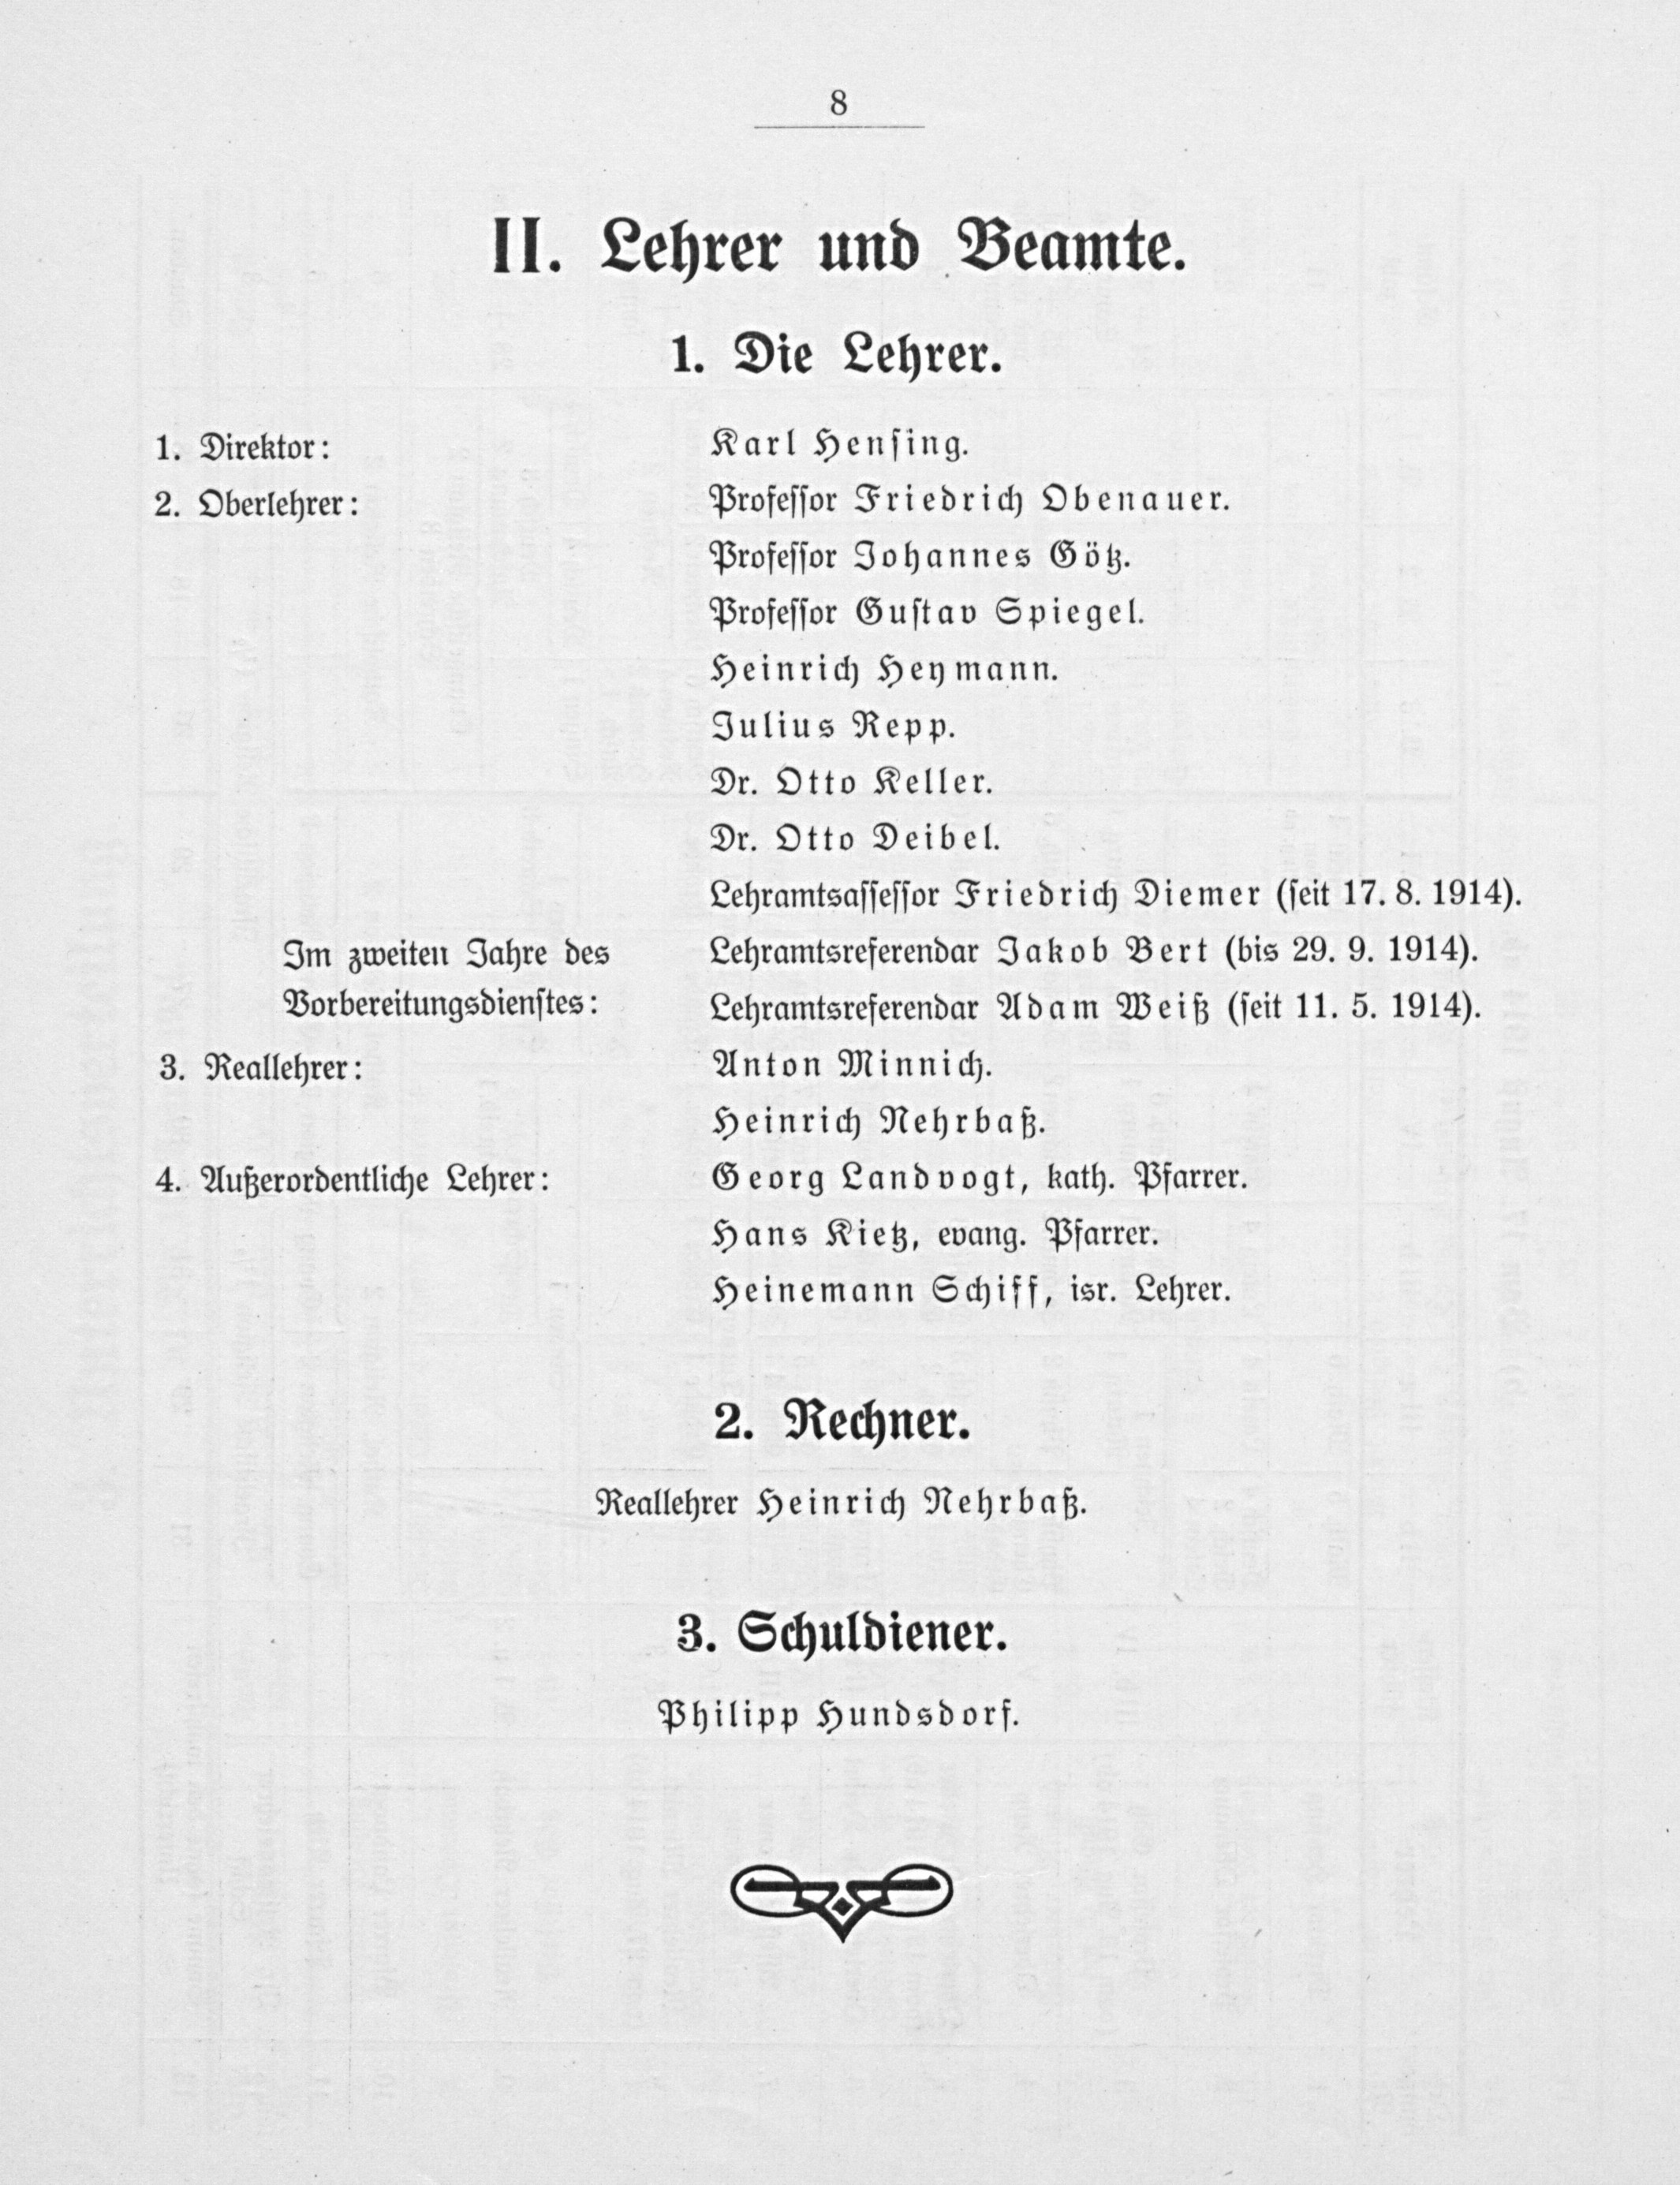 8
II. Lehrer und Beamte.
1. Die Lehrer.
1. Direktor: Karl Hensing.
2. Oberlehrer: Professor Friedrich Obenauer.
Professor Johannes Götz.
Professor Gustav Spiegel.
Heinrich Heymann.
Julius Repp.
Dr. Otto Keller.
Dr. Otto Deibel.
Lehramtsassessor Friedrich Diemer (seit 17. 8. 1914).
Im zweiten Jahre des Lehramtsreferendar Jakob Bert (bis 29. 9. 1914).
Vorbereitungsdienstes: Lehramtsreferendar Adam Weiß (seit 11. 5. 1914).
3. Reallehrer: Anton Minnich.
Heinrich Nehrbaß.
4. Außerordentliche Lehrer: Georg Landvogt, kath. Pfarrer.
Hans Kietz, evang. Pfarrer.
Heinemann Schiff, isr. Lehrer.
2. Rechner.
Reallehrer Heinrich Nehrbaß.
3. Schuldiener.
Philipp Hundsdorf.